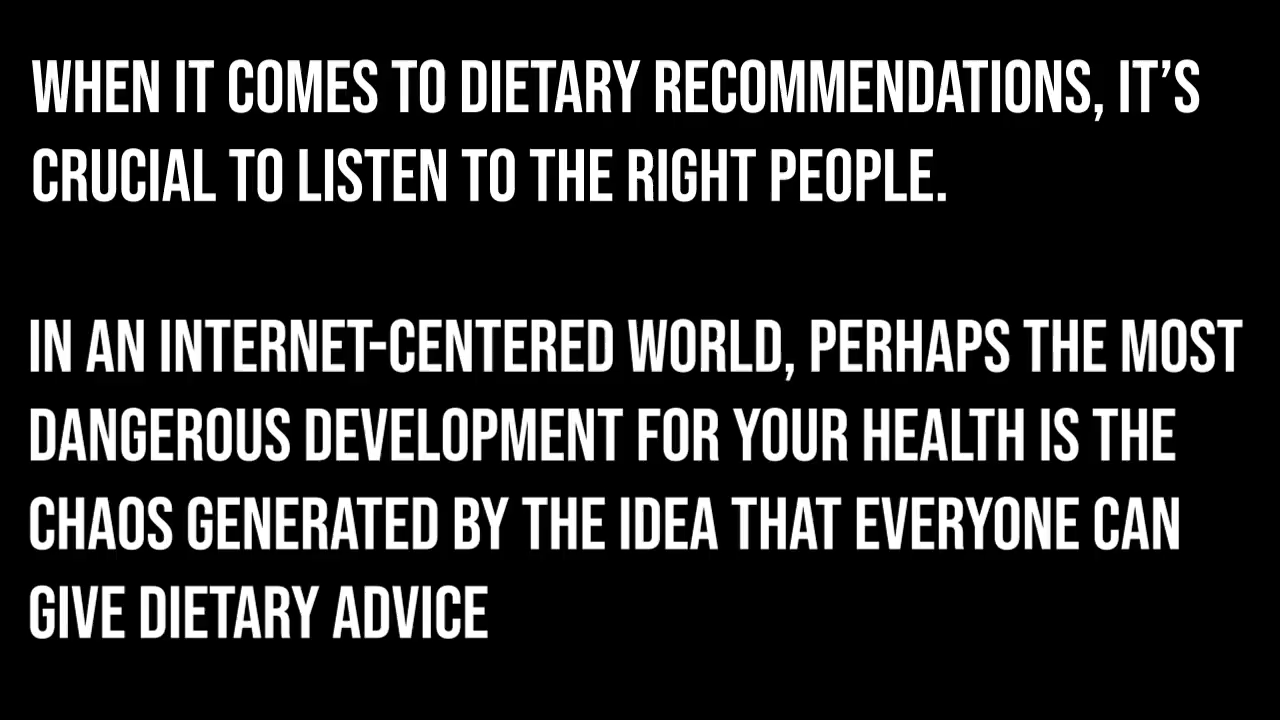 WHEN IT COMES TO DIETARY RECOMMENDATIONS, IT’S
CRUCIAL TO LISTEN TO THE RIGHT PEOPLE.
IN AN INTERNET-CENTERED WORLD, PERHAPS THE MOST
DANGEROUS DEVELOPMENT FOR YOUR HEALTH IS THE
CHAOS GENERATED BY THE IDEA THAT EVERYONE CAN
GIVE DIETARY ADVICE